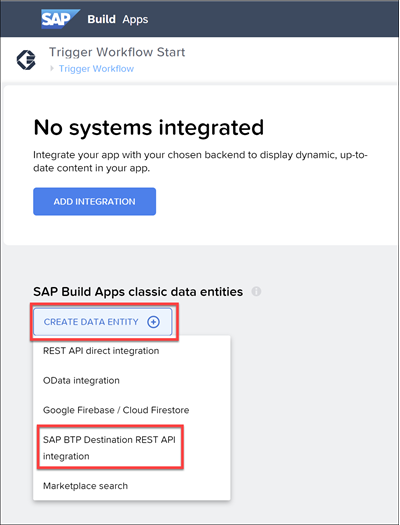 SAP Build Apps
Trigger Workflow Start
Trigger Workflow
No systems integrated
Integrate your app with your chosen backend to display dynamic, up-to-
date content in your app.
ADD INTEGRATION
SAP Build Apps classic data entities
CREATE DATA ENTITY
REST API direct integration
OData integration
Google Firebase / Cloud Firestore
SAP BTP Destination REST API
integration
Marketplace search